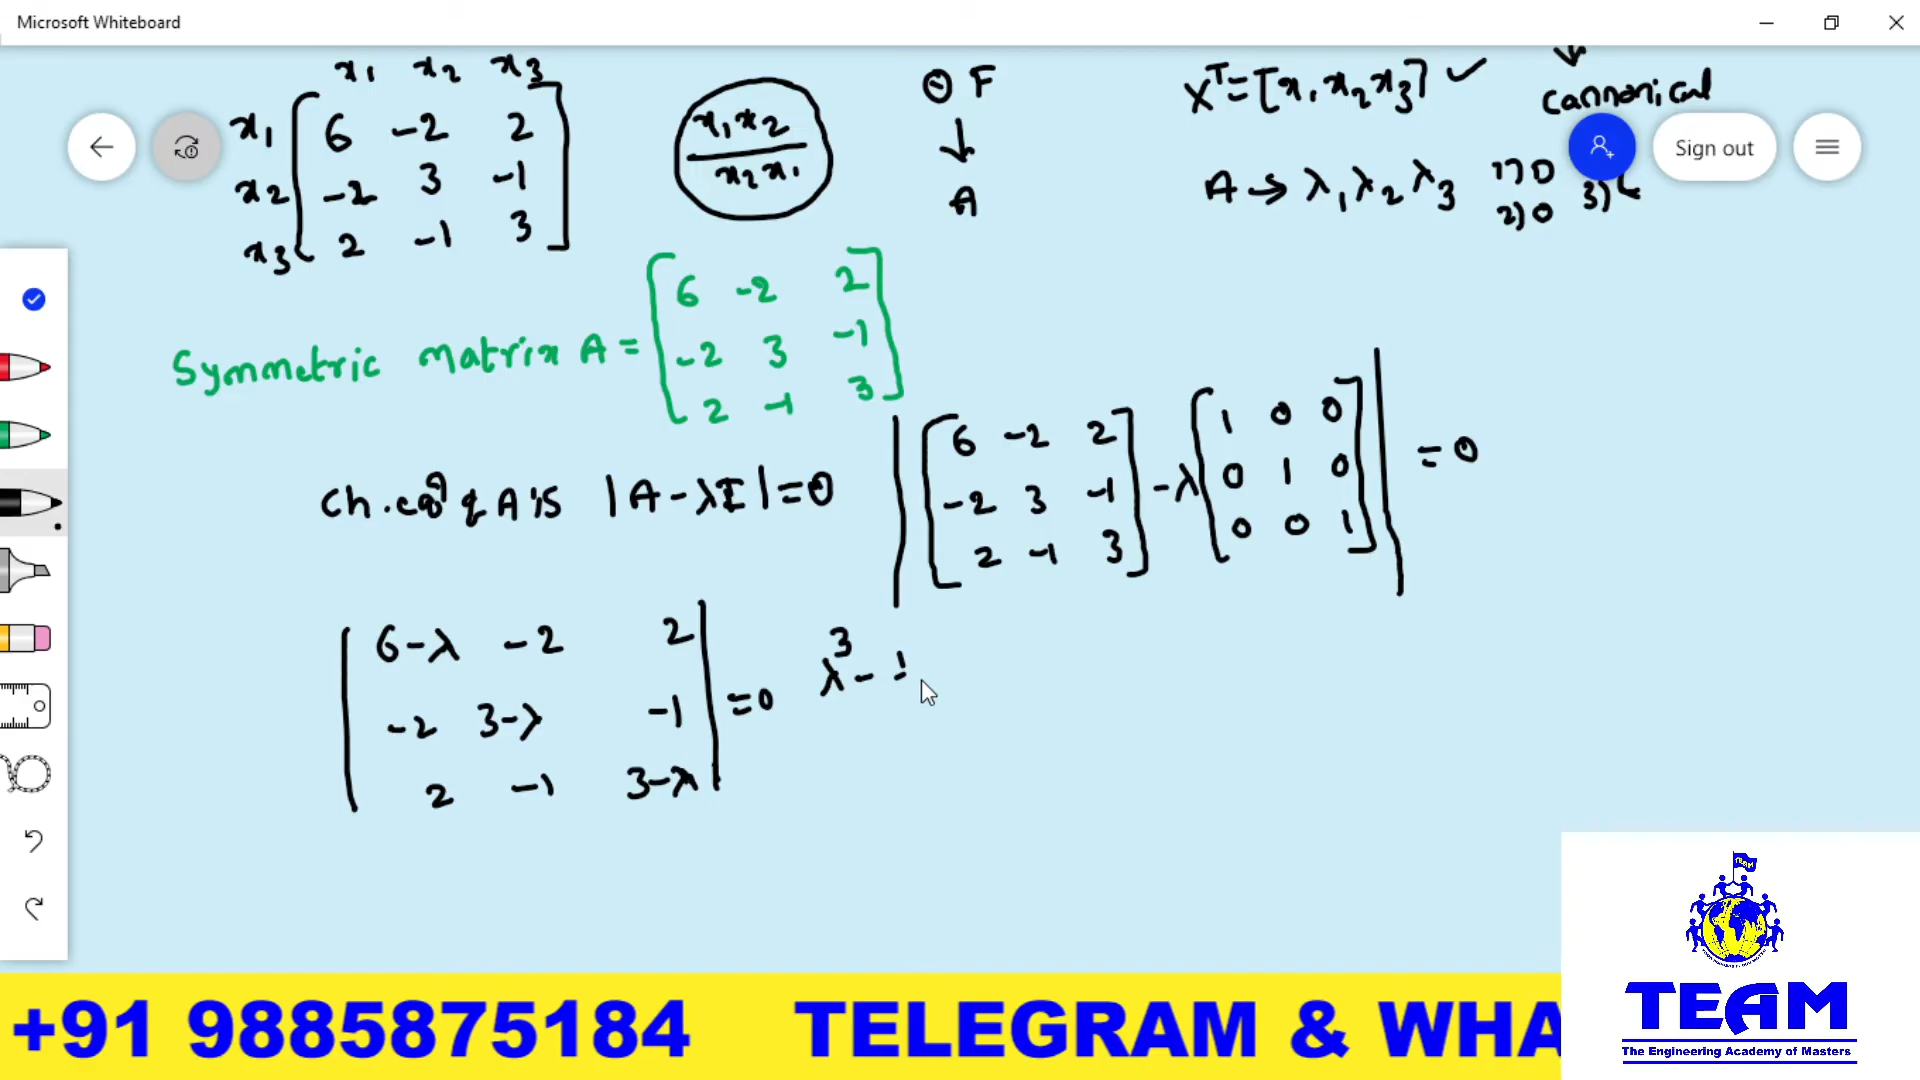 Microsoft Whiteboard
x1 x2 x3
x1 [ 6 -2 2
x2 -2 3 -1
x3 2 -1 3 ]
x1x2
x2x1
QF
↓
A
X^T = [x1 x2 x3] ✓
↓
cannonical
Sign out
A → λ1 λ2 λ3 1)D
2)O 3)
Symmetric matrix A = [ 6 -2 2
-2 3 -1
2 -1 3 ]
Ch.eqn of A is |A - λI| = 0
| [ 6 -2 2
-2 3 -1
2 -1 3 ] - λ [ 1 0 0
0 1 0
0 0 1 ] | = 0
| 6-λ -2 2
-2 3-λ -1
2 -1 3-λ | = 0
λ^3 - 1
+91 9885875184 TELEGRAM & WHA
TEAM
The Engineering Academy of Masters